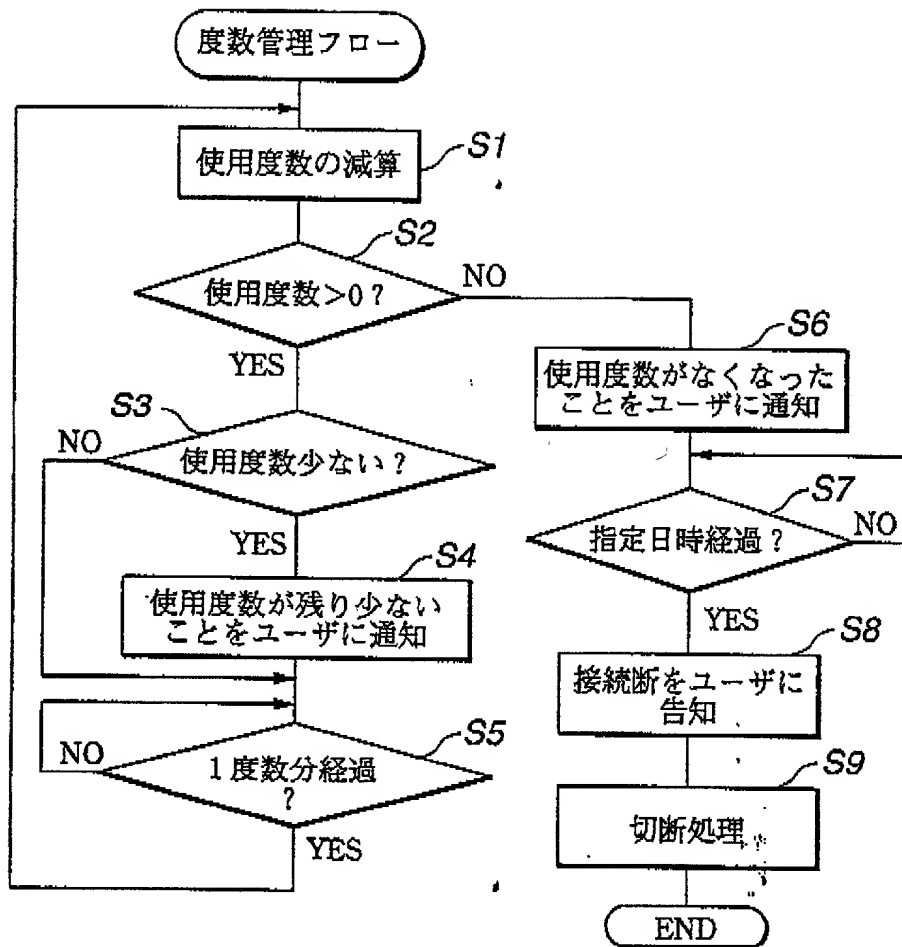 度数管理フロー
使用度数の減算
S1
使用度数>0?
S2
NO
YES
使用度数少ない?
S3
NO
YES
使用度数が残り少ない
ことをユーザに通知
S4
1度数分経過
?
S5
NO
YES
使用度数がなくなった
ことをユーザに通知
S6
指定日時経過?
S7
NO
YES
接続断をユーザに
告知
S8
切断処理
S9
END